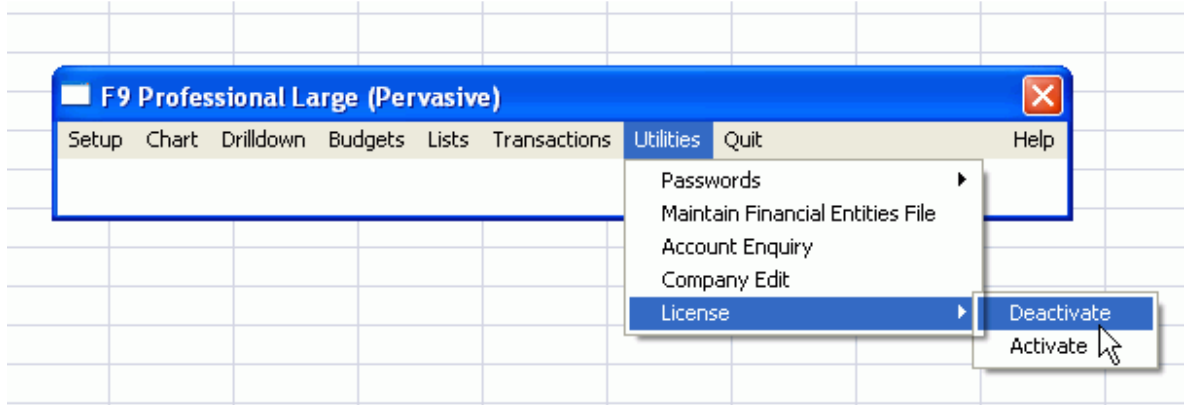 F9 Professional Large (Pervasive)
Setup Chart Drilldown Budgets Lists Transactions Utilities Quit Help
Passwords
Maintain Financial Entities File
Account Enquiry
Company Edit
License
Deactivate
Activate